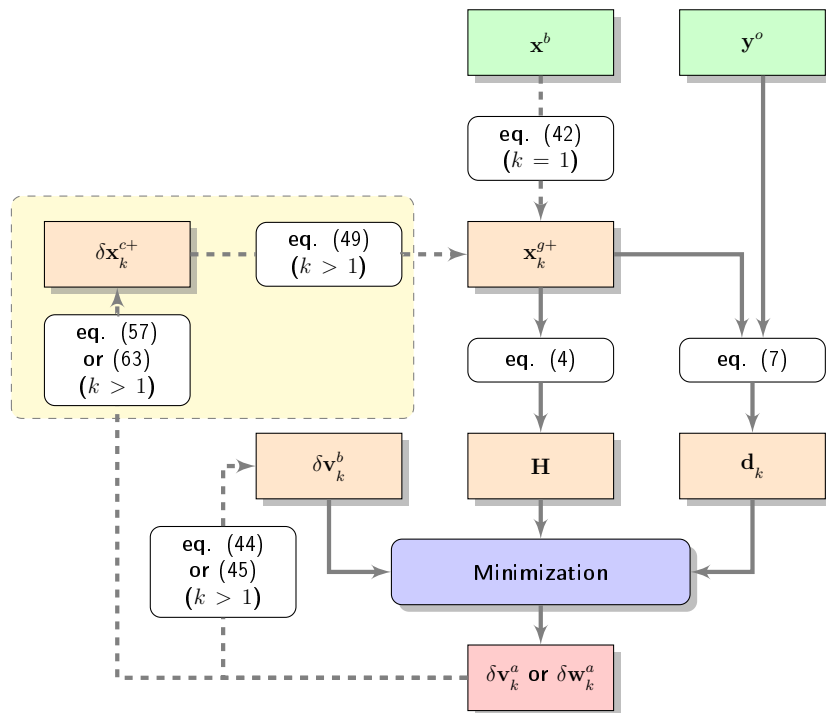 x^b
y^o
eq. (42)
(k = 1)
δx_k^{c+}
eq. (49)
(k > 1)
x_k^{g+}
eq. (57)
or (63)
(k > 1)
eq. (4)
eq. (7)
δv_k^b
H
d_k
eq. (44)
or (45)
(k > 1)
Minimization
δv_k^a or δw_k^a